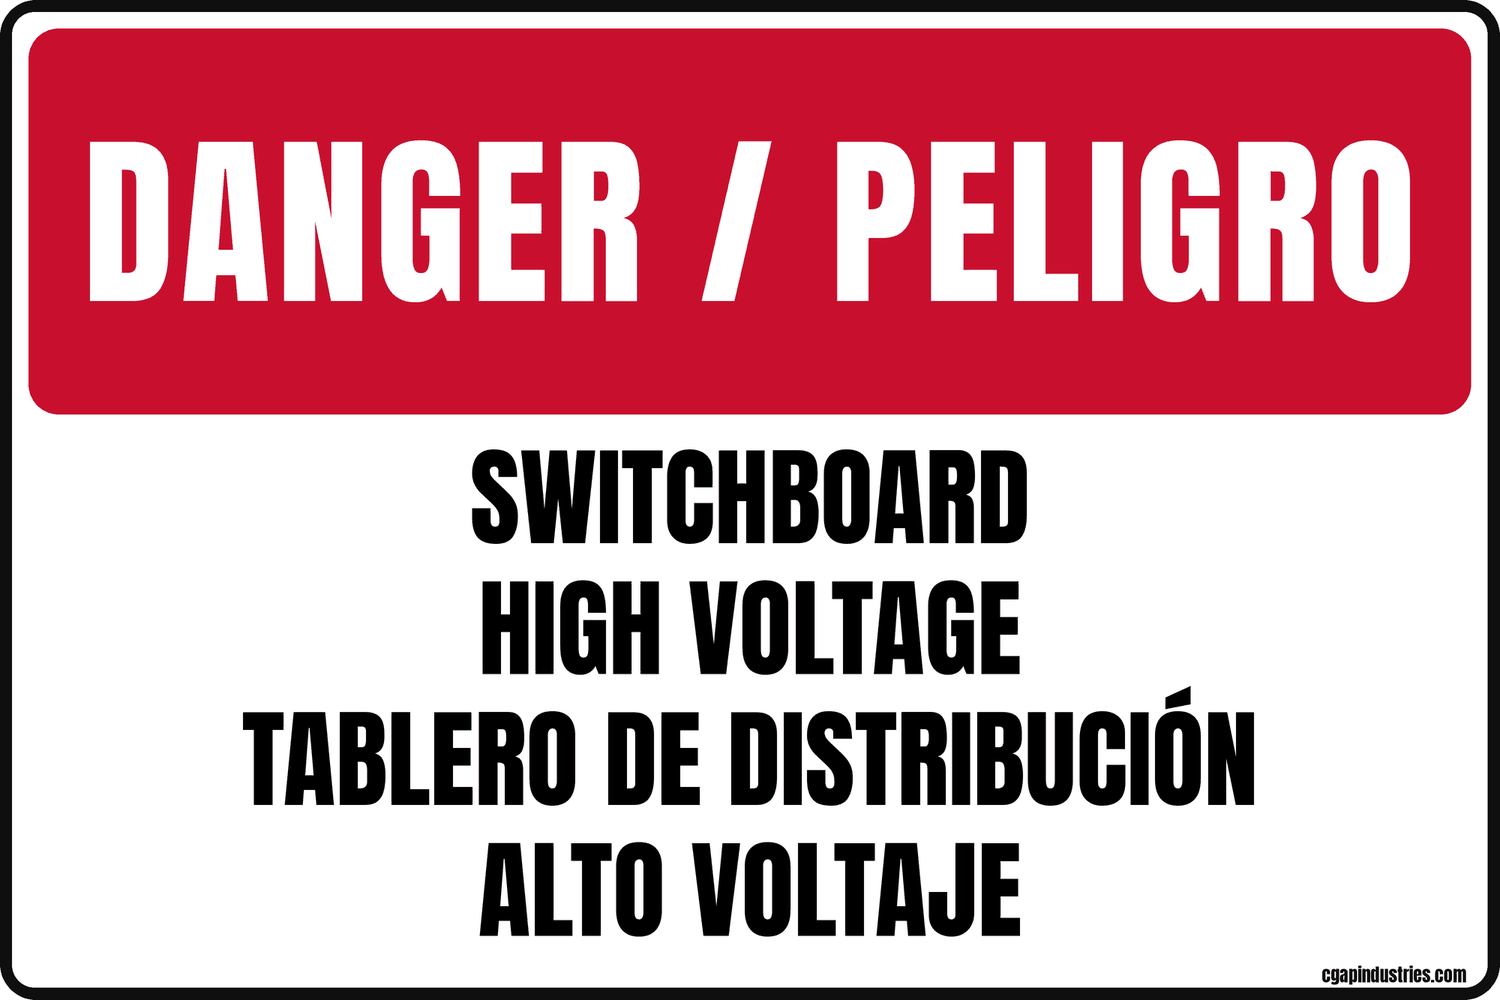 DANGER / PELIGRO
SWITCHBOARD
HIGH VOLTAGE
TABLERO DE DISTRIBUCIÓN
ALTO VOLTAJE
cgapindustries.com